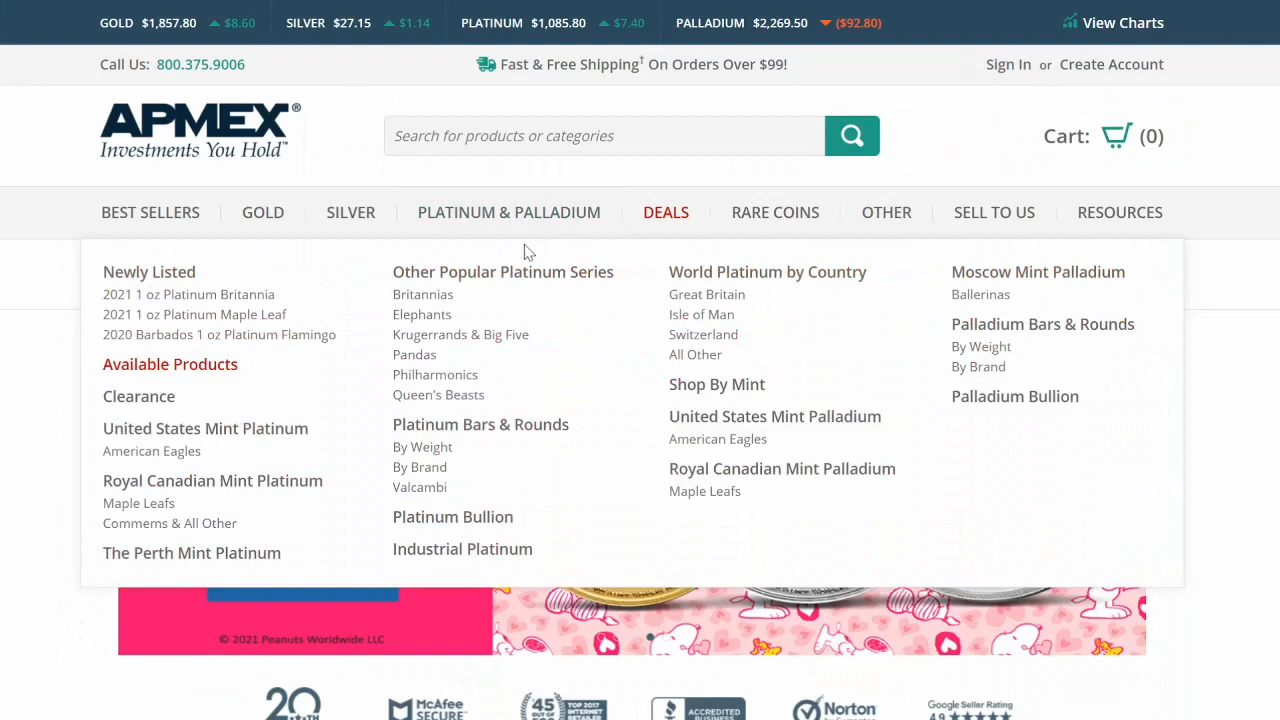 GOLD $1,857.80 $8.60 SILVER $27.15 $1.14 PLATINUM $1,085.80 $7.40 PALLADIUM $2,269.50 ($92.80) View Charts
Call Us: 800.375.9006 Fast & Free Shipping† On Orders Over $99! Sign In or Create Account
APMEX®
Investments You Hold™
Search for products or categories
Cart: (0)
BEST SELLERS GOLD SILVER PLATINUM & PALLADIUM DEALS RARE COINS OTHER SELL TO US RESOURCES
Newly Listed
2021 1 oz Platinum Britannia
2021 1 oz Platinum Maple Leaf
2020 Barbados 1 oz Platinum Flamingo
Available Products
Clearance
United States Mint Platinum
American Eagles
Royal Canadian Mint Platinum
Maple Leafs
Commems & All Other
The Perth Mint Platinum
Other Popular Platinum Series
Britannias
Elephants
Krugerrands & Big Five
Pandas
Philharmonics
Queen's Beasts
Platinum Bars & Rounds
By Weight
By Brand
Valcambi
Platinum Bullion
Industrial Platinum
World Platinum by Country
Great Britain
Isle of Man
Switzerland
All Other
Shop By Mint
United States Mint Palladium
American Eagles
Royal Canadian Mint Palladium
Maple Leafs
Moscow Mint Palladium
Ballerinas
Palladium Bars & Rounds
By Weight
By Brand
Palladium Bullion
© 2021 Peanuts Worldwide LLC
20
TH
McAfee
SECURE
45
TOP 2017
INTERNET
RETAILER
ACCREDITED
BUSINESS
Norton
Google Seller Rating
4.9